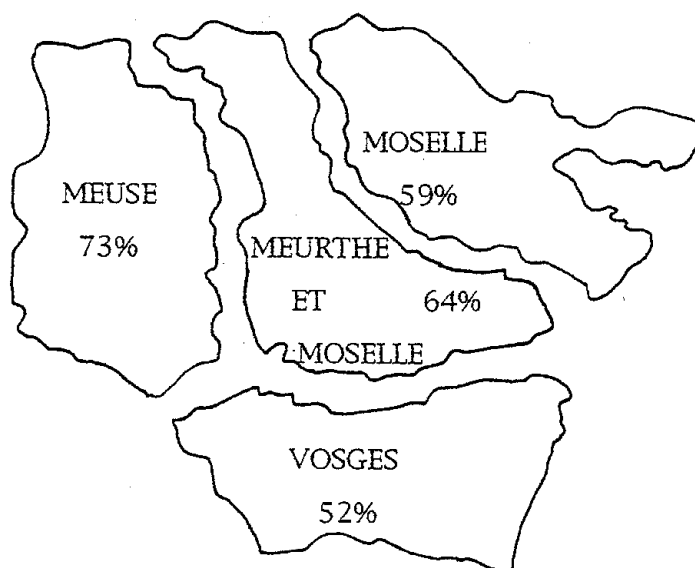 MOSELLE
59%
MEUSE
73%
MEURTHE
ET 64%
MOSELLE
VOSGES
52%